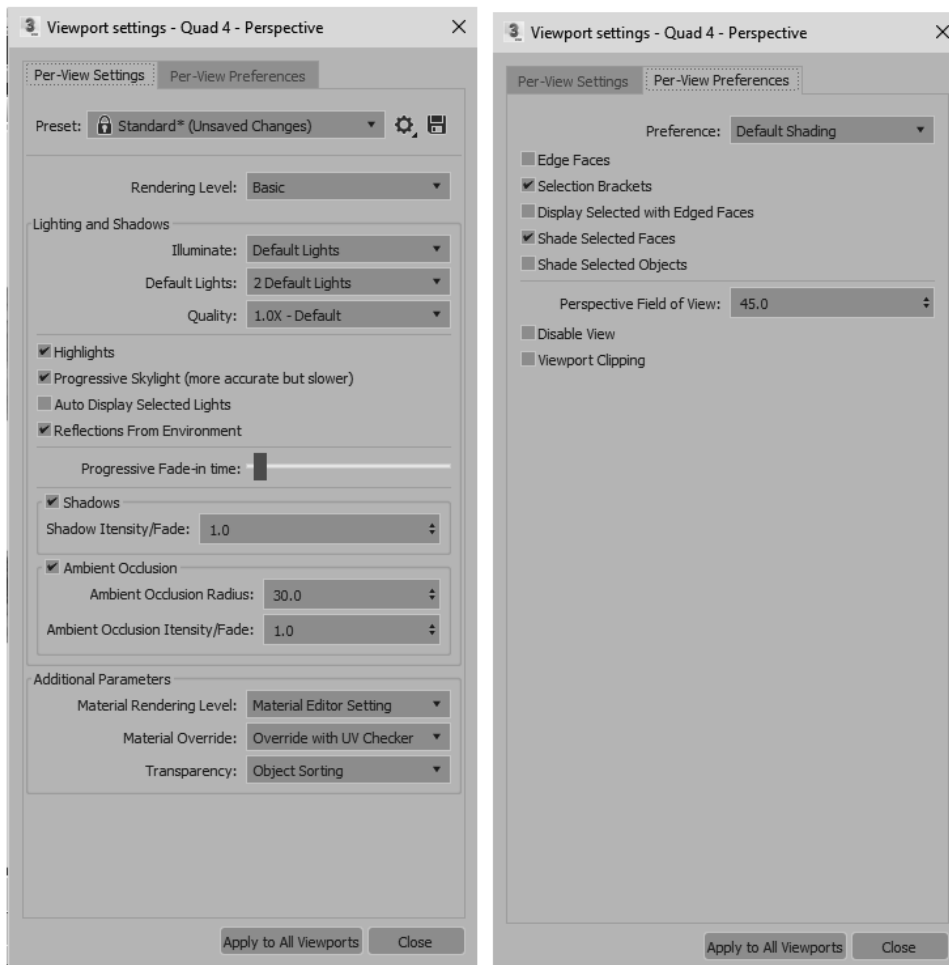 3 Viewport settings - Quad 4 - Perspective
Per-View Settings Per-View Preferences
Preset: Standard* (Unsaved Changes)
Rendering Level: Basic
Lighting and Shadows
Illuminate: Default Lights
Default Lights: 2 Default Lights
Quality: 1.0X - Default
Highlights
Progressive Skylight (more accurate but slower)
Auto Display Selected Lights
Reflections From Environment
Progressive Fade-in time:
Shadows
Shadow Itensity/Fade: 1.0
Ambient Occlusion
Ambient Occlusion Radius: 30.0
Ambient Occlusion Itensity/Fade: 1.0
Additional Parameters
Material Rendering Level: Material Editor Setting
Material Override: Override with UV Checker
Transparency: Object Sorting
Apply to All Viewports Close
3 Viewport settings - Quad 4 - Perspective
Per-View Settings Per-View Preferences
Preference: Default Shading
Edge Faces
Selection Brackets
Display Selected with Edged Faces
Shade Selected Faces
Shade Selected Objects
Perspective Field of View: 45.0
Disable View
Viewport Clipping
Apply to All Viewports Close